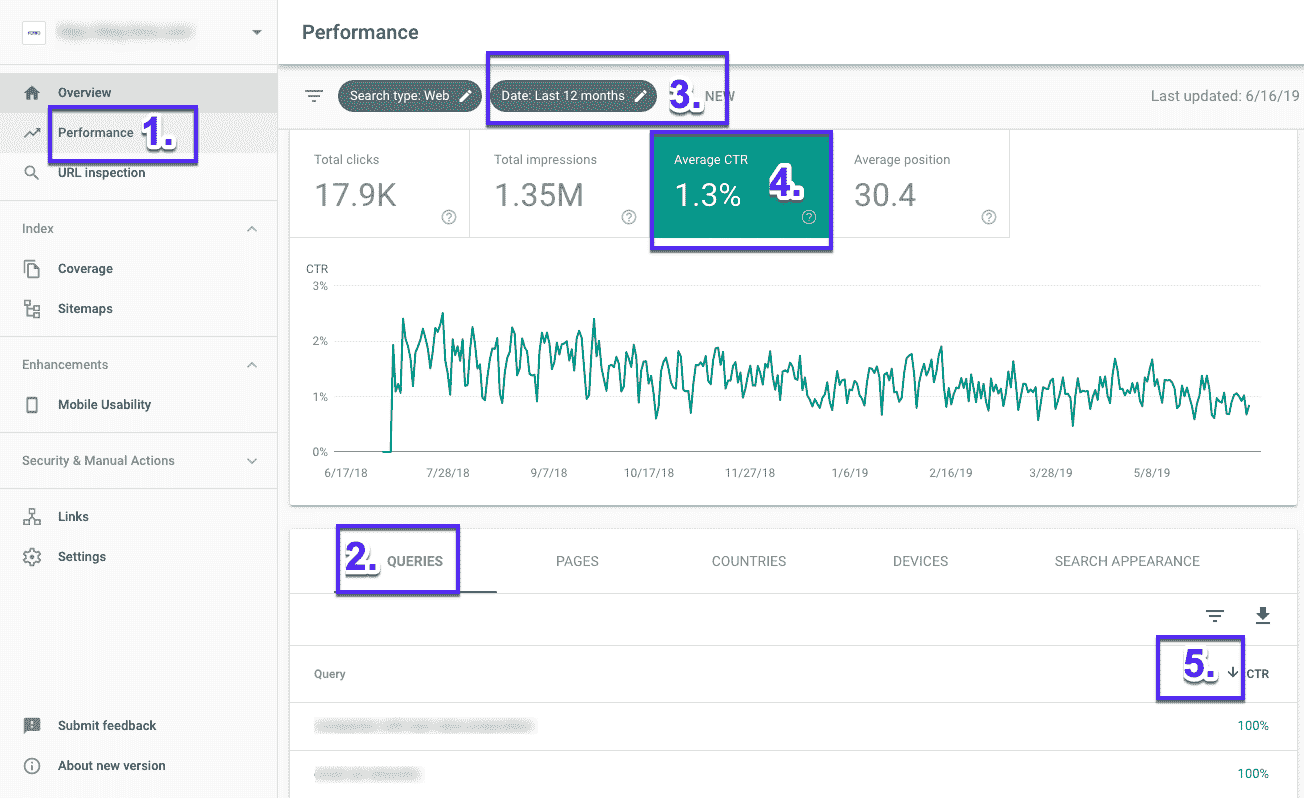 Performance
Overview
Performance 1.
URL inspection
Index
Coverage
Sitemaps
Enhancements
Mobile Usability
Security & Manual Actions
Links
Settings
Submit feedback
About new version
Search type: Web
Date: Last 12 months
3.
NEW
Last updated: 6/16/19
Total clicks
17.9K
Total impressions
1.35M
Average CTR
1.3%
4.
Average position
30.4
CTR
3%
2%
1%
0%
6/17/18 7/28/18 9/7/18 10/17/18 11/27/18 1/6/19 2/16/19 3/28/19 5/8/19
2. QUERIES PAGES COUNTRIES DEVICES SEARCH APPEARANCE
Query 5. CTR
100%
100%